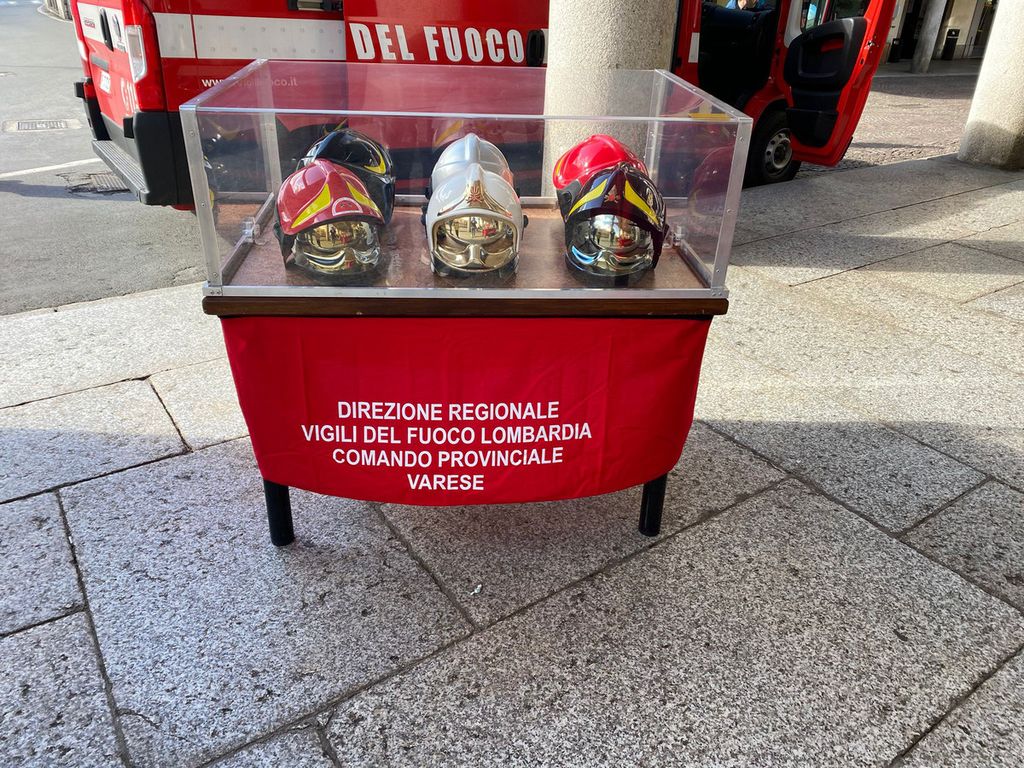 DEL FUOCO
DIREZIONE REGIONALE
VIGILI DEL FUOCO LOMBARDIA
COMANDO PROVINCIALE
VARESE